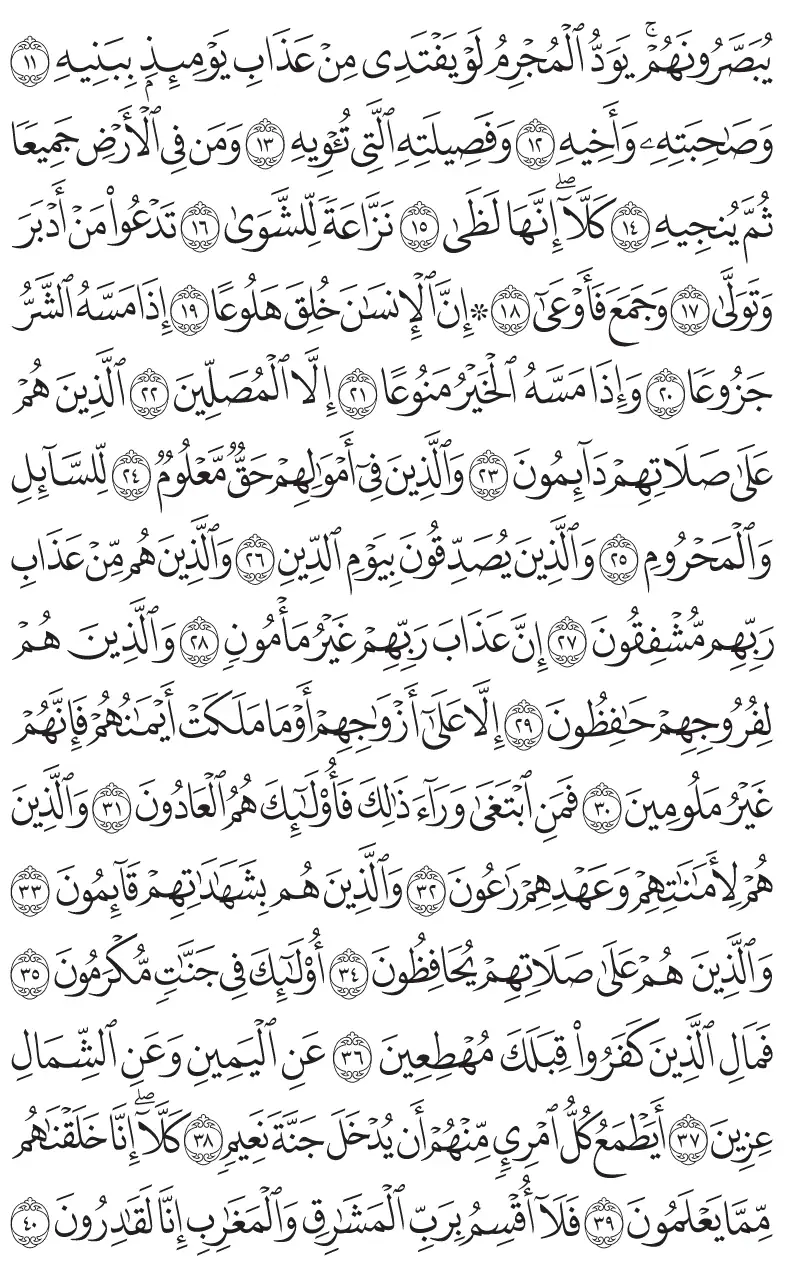 يُبَصَّرُونَهُمْۚ يَوَدُّ ٱلْمُجْرِمُ لَوْ يَفْتَدِى مِنْ عَذَابِ يَوْمِئِذِۭ بِبَنِيهِ ١١
وَصَٰحِبَتِهِۦ وَأَخِيهِ ١٢ وَفَصِيلَتِهِ ٱلَّتِى تُـْٔوِيهِ ١٣ وَمَن فِى ٱلْأَرْضِ جَمِيعًا
ثُمَّ يُنجِيهِ ١٤ كَلَّآۖ إِنَّهَا لَظَىٰ ١٥ نَزَّاعَةً لِّلشَّوَىٰ ١٦ تَدْعُوا۟ مَنْ أَدْبَرَ
وَتَوَلَّىٰ ١٧ وَجَمَعَ فَأَوْعَىٰٓ ١٨ ۞ إِنَّ ٱلْإِنسَٰنَ خُلِقَ هَلُوعًا ١٩ إِذَا مَسَّهُ ٱلشَّرُّ
جَزُوعًا ٢٠ وَإِذَا مَسَّهُ ٱلْخَيْرُ مَنُوعًا ٢١ إِلَّا ٱلْمُصَلِّينَ ٢٢ ٱلَّذِينَ هُمْ
عَلَىٰ صَلَاتِهِمْ دَآئِمُونَ ٢٣ وَٱلَّذِينَ فِىٓ أَمْوَٰلِهِمْ حَقٌّ مَّعْلُومٌ ٢٤ لِّلسَّآئِلِ
وَٱلْمَحْرُومِ ٢٥ وَٱلَّذِينَ يُصَدِّقُونَ بِيَوْمِ ٱلدِّينِ ٢٦ وَٱلَّذِينَ هُم مِّنْ عَذَابِ
رَبِّهِم مُّشْفِقُونَ ٢٧ إِنَّ عَذَابَ رَبِّهِمْ غَيْرُ مَأْمُونٍ ٢٨ وَٱلَّذِينَ هُمْ
لِفُرُوجِهِمْ حَٰفِظُونَ ٢٩ إِلَّا عَلَىٰٓ أَزْوَٰجِهِمْ أَوْ مَا مَلَكَتْ أَيْمَٰنُهُمْ فَإِنَّهُمْ
غَيْرُ مَلُومِينَ ٣٠ فَمَنِ ٱبْتَغَىٰ وَرَآءَ ذَٰلِكَ فَأُو۟لَٰٓئِكَ هُمُ ٱلْعَادُونَ ٣١ وَٱلَّذِينَ
هُمْ لِأَمَٰنَٰتِهِمْ وَعَهْدِهِمْ رَٰعُونَ ٣٢ وَٱلَّذِينَ هُم بِشَهَٰدَٰتِهِمْ قَآئِمُونَ ٣٣
وَٱلَّذِينَ هُمْ عَلَىٰ صَلَاتِهِمْ يُحَافِظُونَ ٣٤ أُو۟لَٰٓئِكَ فِى جَنَّٰتٍ مُّكْرَمُونَ ٣٥
فَمَالِ ٱلَّذِينَ كَفَرُوا۟ قِبَلَكَ مُهْطِعِينَ ٣٦ عَنِ ٱلْيَمِينِ وَعَنِ ٱلشِّمَالِ
عِزِينَ ٣٧ أَيَطْمَعُ كُلُّ ٱمْرِئٍ مِّنْهُمْ أَن يُدْخَلَ جَنَّةَ نَعِيمٍ ٣٨ كَلَّآۖ إِنَّا خَلَقْنَٰهُم
مِّمَّا يَعْلَمُونَ ٣٩ فَلَآ أُقْسِمُ بِرَبِّ ٱلْمَشَٰرِقِ وَٱلْمَغَٰرِبِ إِنَّا لَقَٰدِرُونَ ٤٠